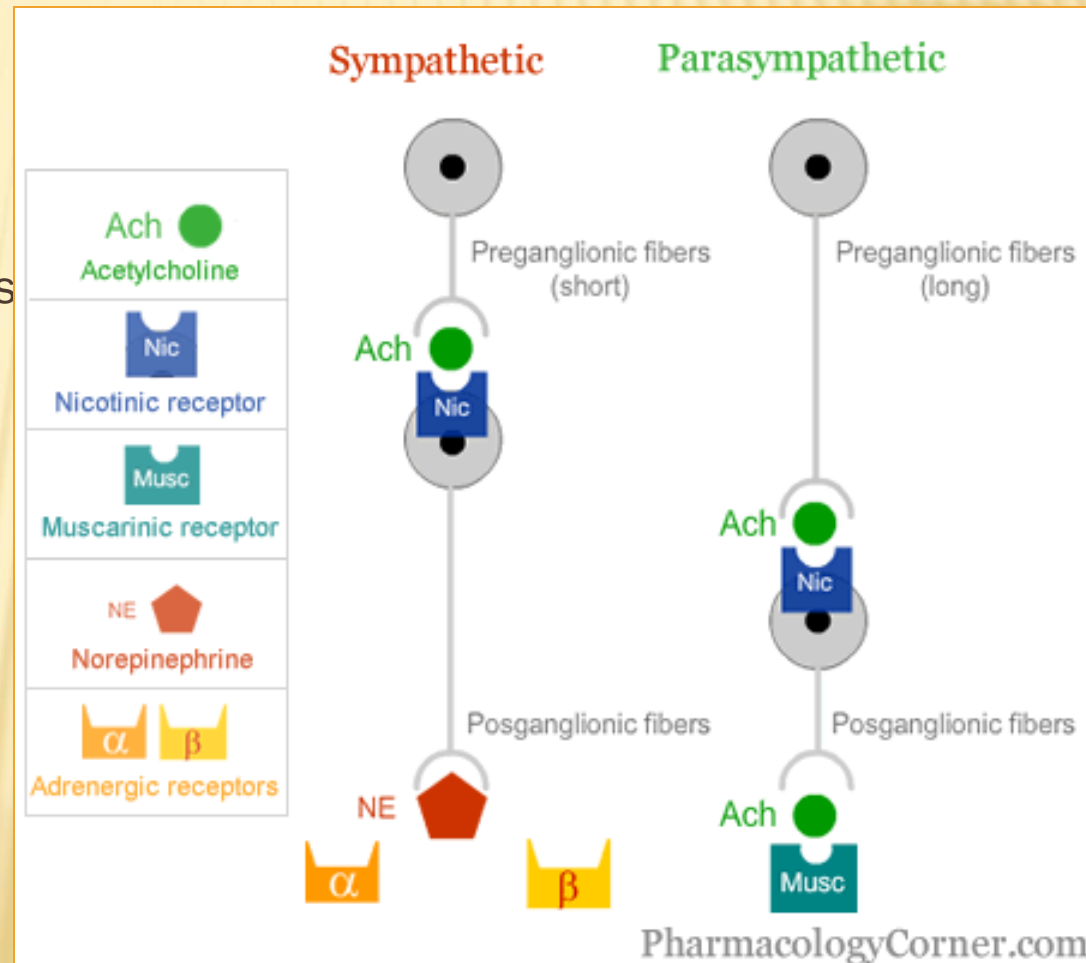 Sympathetic
Parasympathetic
s
Ach
Acetylcholine
Nic
Nicotinic receptor
Musc
Muscarinic receptor
NE
Norepinephrine
α β
Adrenergic receptors
Preganglionic fibers
(short)
Ach
Nic
Posganglionic fibers
NE
α
β
Preganglionic fibers
(long)
Ach
Nic
Posganglionic fibers
Ach
Musc
PharmacologyCorner.com